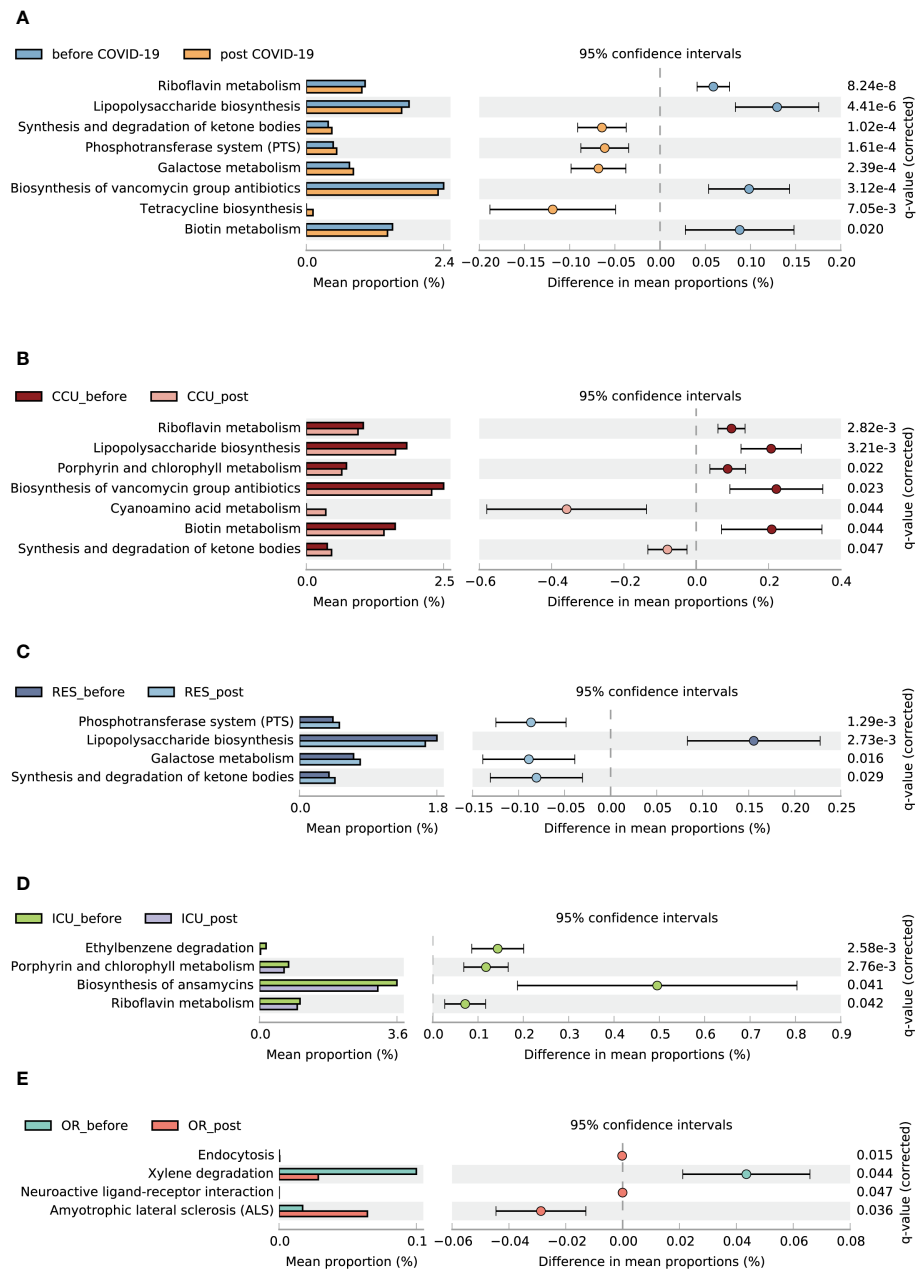 A
before COVID-19 post COVID-19 95% confidence intervals
Riboflavin metabolism 8.24e-8
Lipopolysaccharide biosynthesis 4.41e-6
Synthesis and degradation of ketone bodies 1.02e-4
Phosphotransferase system (PTS) 1.61e-4
Galactose metabolism 2.39e-4
Biosynthesis of vancomycin group antibiotics 3.12e-4
Tetracycline biosynthesis 7.05e-3
Biotin metabolism 0.020
q-value (corrected)
0.0 2.4 −0.20 −0.15 −0.10 −0.05 0.00 0.05 0.10 0.15 0.20
Mean proportion (%) Difference in mean proportions (%)
B
CCU_before CCU_post 95% confidence intervals
Riboflavin metabolism 2.82e-3
Lipopolysaccharide biosynthesis 3.21e-3
Porphyrin and chlorophyll metabolism 0.022
Biosynthesis of vancomycin group antibiotics 0.023
Cyanoamino acid metabolism 0.044
Biotin metabolism 0.044
Synthesis and degradation of ketone bodies 0.047
q-value (corrected)
0.0 2.5 −0.6 −0.4 −0.2 0.0 0.2 0.4
Mean proportion (%) Difference in mean proportions (%)
C
RES_before RES_post 95% confidence intervals
Phosphotransferase system (PTS) 1.29e-3
Lipopolysaccharide biosynthesis 2.73e-3
Galactose metabolism 0.016
Synthesis and degradation of ketone bodies 0.029
q-value (corrected)
0.0 1.8 −0.15 −0.10 −0.05 0.00 0.05 0.10 0.15 0.20 0.25
Mean proportion (%) Difference in mean proportions (%)
D
ICU_before ICU_post 95% confidence intervals
Ethylbenzene degradation 2.58e-3
Porphyrin and chlorophyll metabolism 2.76e-3
Biosynthesis of ansamycins 0.041
Riboflavin metabolism 0.042
q-value (corrected)
0.0 3.6 0.0 0.1 0.2 0.3 0.4 0.5 0.6 0.7 0.8 0.9
Mean proportion (%) Difference in mean proportions (%)
E
OR_before OR_post 95% confidence intervals
Endocytosis 0.015
Xylene degradation 0.044
Neuroactive ligand-receptor interaction 0.047
Amyotrophic lateral sclerosis (ALS) 0.036
q-value (corrected)
0.0 0.1 −0.06 −0.04 −0.02 0.00 0.02 0.04 0.06 0.08
Mean proportion (%) Difference in mean proportions (%)